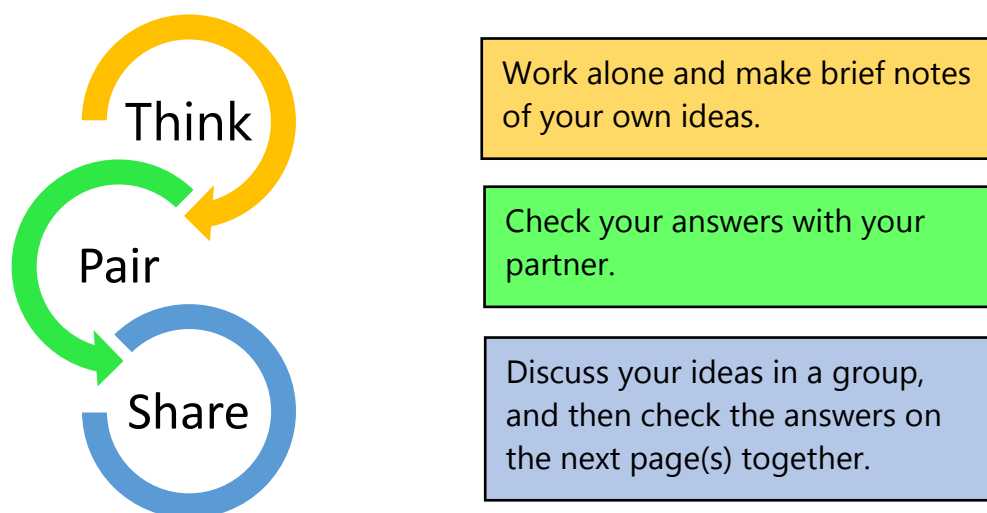 Think
Work alone and make brief notes
of your own ideas.
Pair
Check your answers with your
partner.
Share
Discuss your ideas in a group,
and then check the answers on
the next page(s) together.